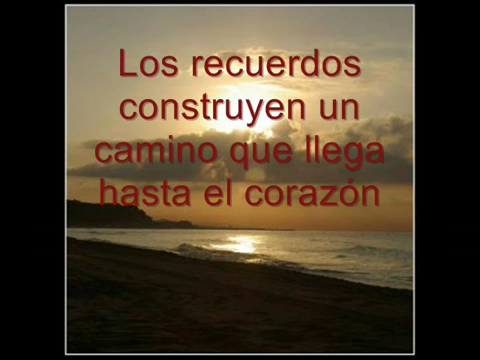 Los recuerdos
construyen un
camino que llega
hasta el corazón